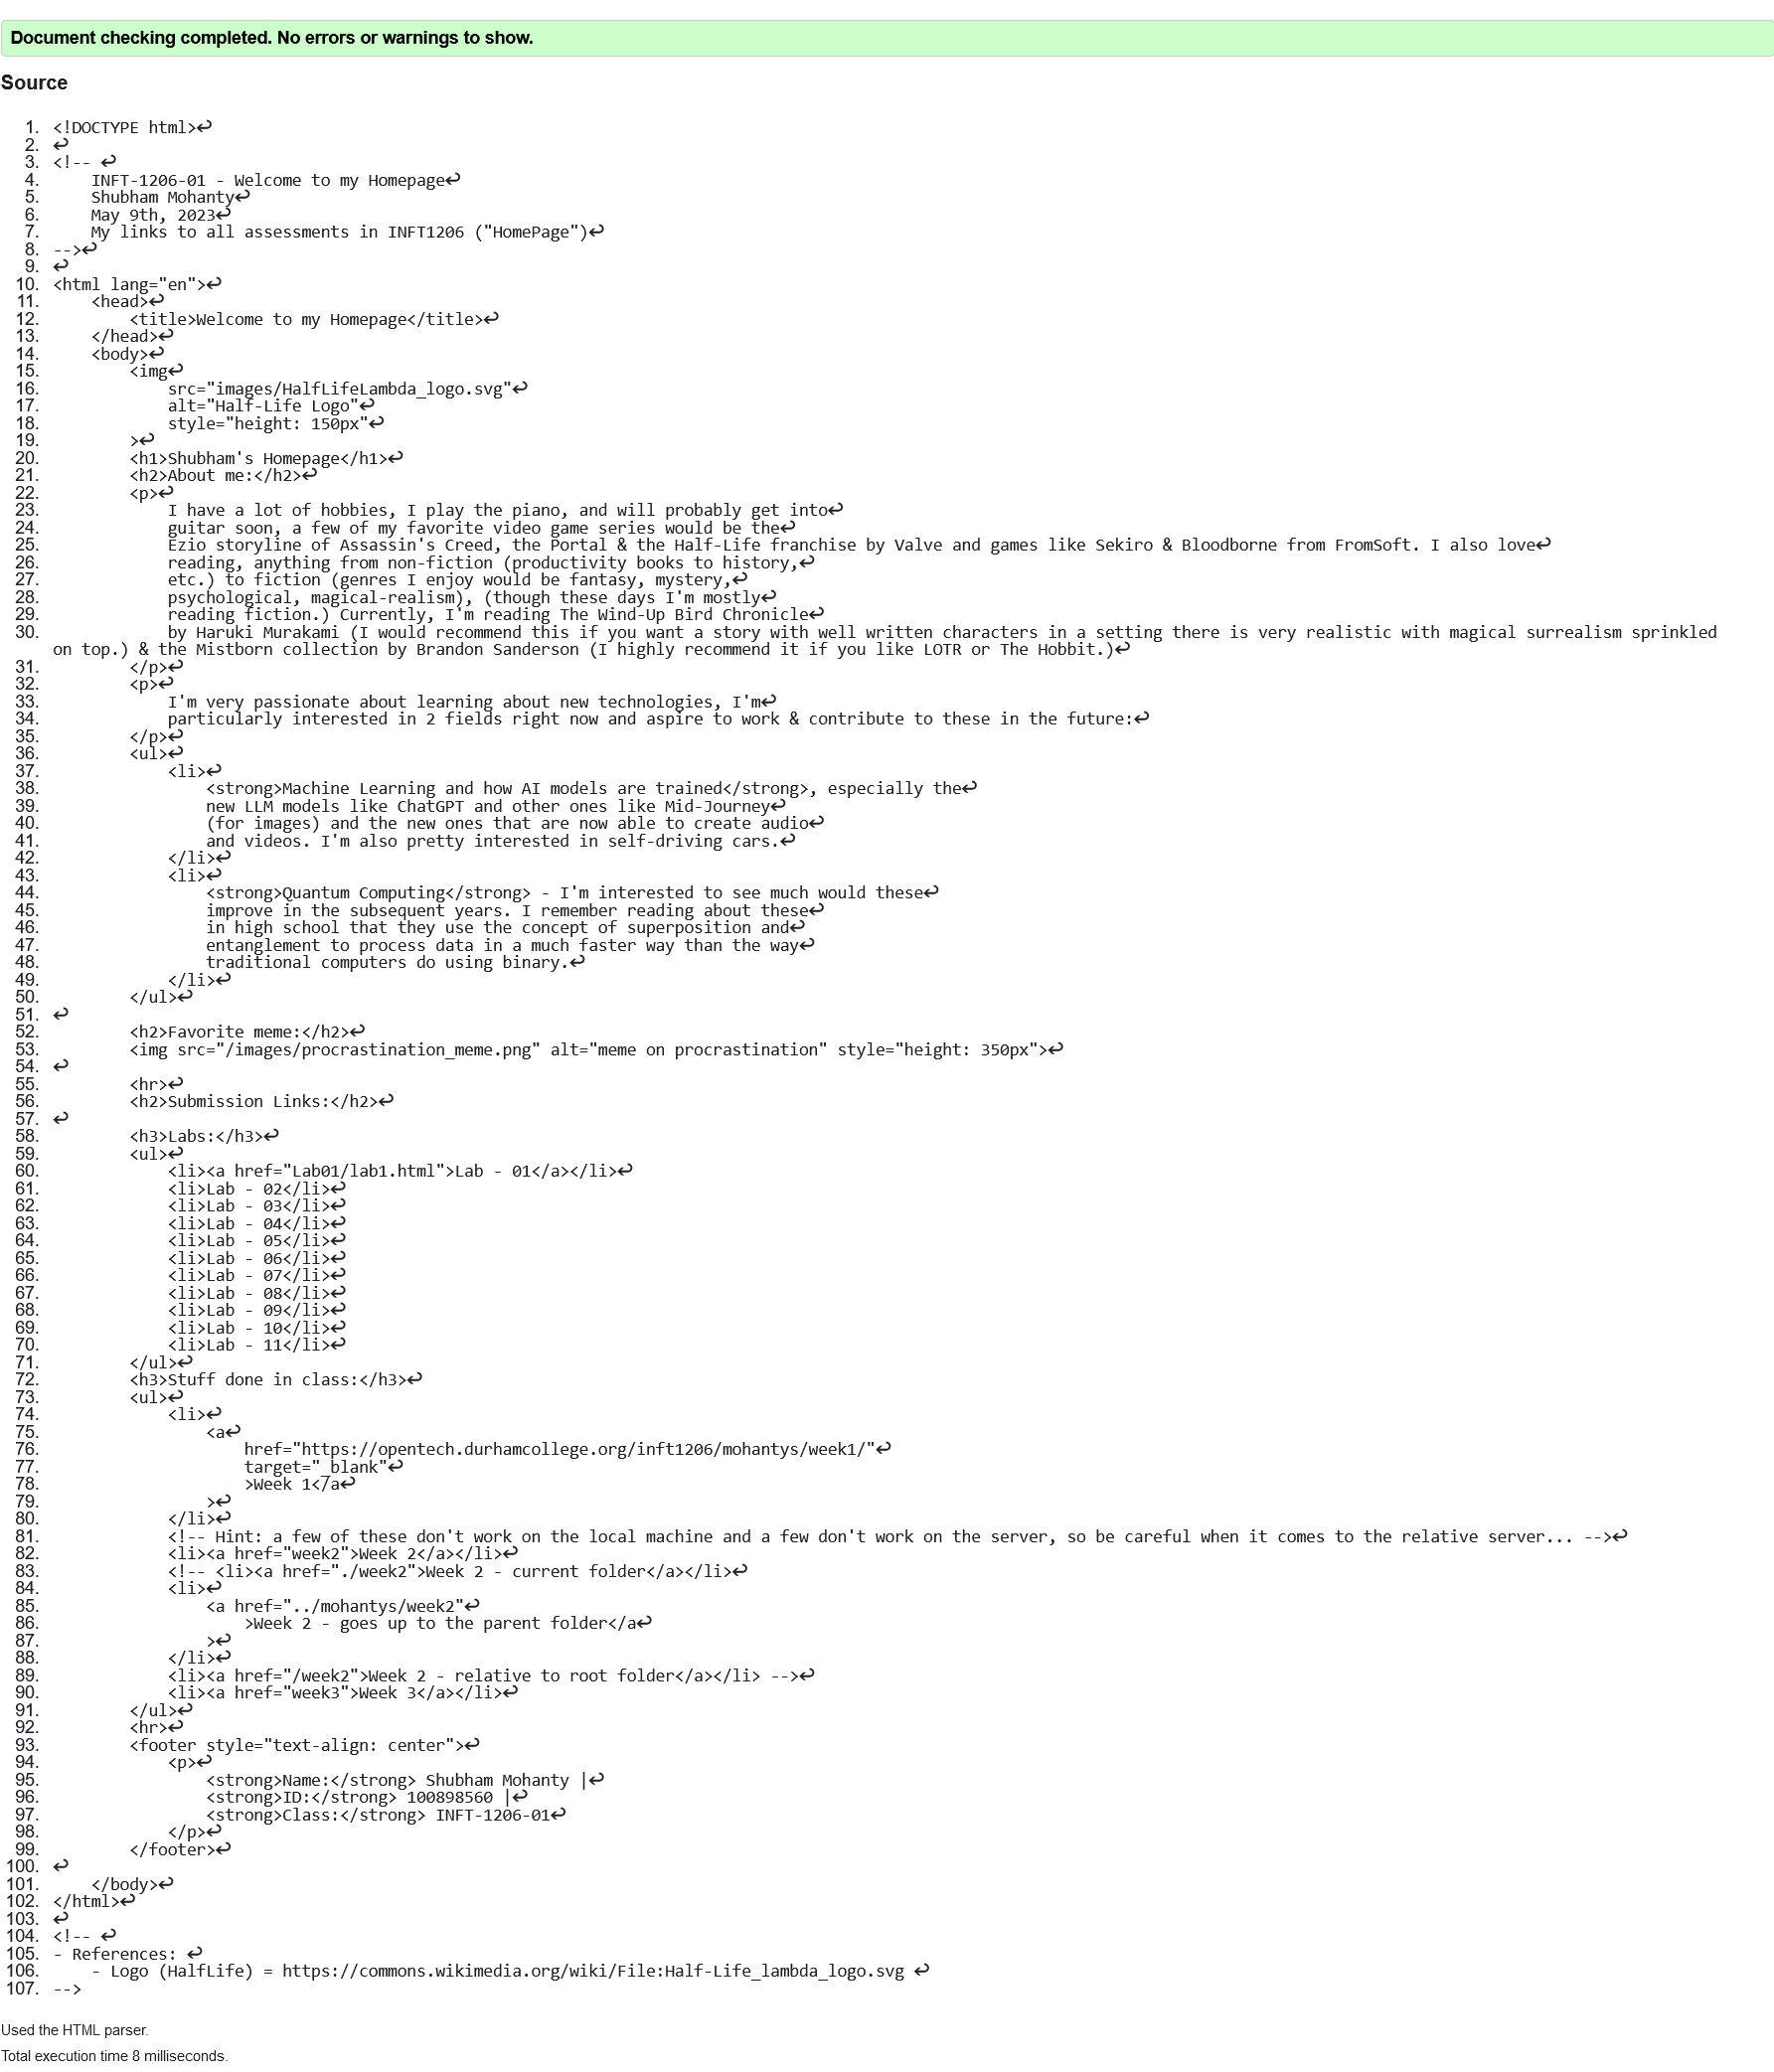 Document checking completed. No errors or warnings to show.
Source
1. <!DOCTYPE html>↩
2. ↩
3. <!-- ↩
4.     INFT-1206-01 - Welcome to my Homepage↩
5.     Shubham Mohanty↩
6.     May 9th, 2023↩
7.     My links to all assessments in INFT1206 ("HomePage")↩
8. -->↩
9. ↩
10. <html lang="en">↩
11.     <head>↩
12.         <title>Welcome to my Homepage</title>↩
13.     </head>↩
14.     <body>↩
15.         <img↩
16.             src="images/HalfLifeLambda_logo.svg"↩
17.             alt="Half-Life Logo"↩
18.             style="height: 150px"↩
19.         >↩
20.         <h1>Shubham's Homepage</h1>↩
21.         <h2>About me:</h2>↩
22.         <p>↩
23.             I have a lot of hobbies, I play the piano, and will probably get into↩
24.             guitar soon, a few of my favorite video game series would be the↩
25.             Ezio storyline of Assassin's Creed, the Portal & the Half-Life franchise by Valve and games like Sekiro & Bloodborne from FromSoft. I also love↩
26.             reading, anything from non-fiction (productivity books to history,↩
27.             etc.) to fiction (genres I enjoy would be fantasy, mystery,↩
28.             psychological, magical-realism), (though these days I'm mostly↩
29.             reading fiction.) Currently, I'm reading The Wind-Up Bird Chronicle↩
30.             by Haruki Murakami (I would recommend this if you want a story with well written characters in a setting there is very realistic with magical surrealism sprinkled
on top.) & the Mistborn collection by Brandon Sanderson (I highly recommend it if you like LOTR or The Hobbit.)↩
31.         </p>↩
32.         <p>↩
33.             I'm very passionate about learning about new technologies, I'm↩
34.             particularly interested in 2 fields right now and aspire to work & contribute to these in the future:↩
35.         </p>↩
36.         <ul>↩
37.             <li>↩
38.                 <strong>Machine Learning and how AI models are trained</strong>, especially the↩
39.                 new LLM models like ChatGPT and other ones like Mid-Journey↩
40.                 (for images) and the new ones that are now able to create audio↩
41.                 and videos. I'm also pretty interested in self-driving cars.↩
42.             </li>↩
43.             <li>↩
44.                 <strong>Quantum Computing</strong> - I'm interested to see much would these↩
45.                 improve in the subsequent years. I remember reading about these↩
46.                 in high school that they use the concept of superposition and↩
47.                 entanglement to process data in a much faster way than the way↩
48.                 traditional computers do using binary.↩
49.             </li>↩
50.         </ul>↩
51. ↩
52.         <h2>Favorite meme:</h2>↩
53.         <img src="/images/procrastination_meme.png" alt="meme on procrastination" style="height: 350px">↩
54. ↩
55.         <hr>↩
56.         <h2>Submission Links:</h2>↩
57. ↩
58.         <h3>Labs:</h3>↩
59.         <ul>↩
60.             <li><a href="Lab01/lab1.html">Lab - 01</a></li>↩
61.             <li>Lab - 02</li>↩
62.             <li>Lab - 03</li>↩
63.             <li>Lab - 04</li>↩
64.             <li>Lab - 05</li>↩
65.             <li>Lab - 06</li>↩
66.             <li>Lab - 07</li>↩
67.             <li>Lab - 08</li>↩
68.             <li>Lab - 09</li>↩
69.             <li>Lab - 10</li>↩
70.             <li>Lab - 11</li>↩
71.         </ul>↩
72.         <h3>Stuff done in class:</h3>↩
73.         <ul>↩
74.             <li>↩
75.                 <a↩
76.                     href="https://opentech.durhamcollege.org/inft1206/mohantys/week1/"↩
77.                     target="_blank"↩
78.                     >Week 1</a↩
79.                 >↩
80.             </li>↩
81.             <!-- Hint: a few of these don't work on the local machine and a few don't work on the server, so be careful when it comes to the relative server... -->↩
82.             <li><a href="week2">Week 2</a></li>↩
83.             <!-- <li><a href="./week2">Week 2 - current folder</a></li>↩
84.             <li>↩
85.                 <a href="../mohantys/week2"↩
86.                     >Week 2 - goes up to the parent folder</a↩
87.                 >↩
88.             </li>↩
89.             <li><a href="/week2">Week 2 - relative to root folder</a></li> -->↩
90.             <li><a href="week3">Week 3</a></li>↩
91.         </ul>↩
92.         <hr>↩
93.         <footer style="text-align: center">↩
94.             <p>↩
95.                 <strong>Name:</strong> Shubham Mohanty |↩
96.                 <strong>ID:</strong> 100898560 |↩
97.                 <strong>Class:</strong> INFT-1206-01↩
98.             </p>↩
99.         </footer>↩
100. ↩
101.     </body>↩
102. </html>↩
103. ↩
104. <!-- ↩
105. - References: ↩
106.     - Logo (HalfLife) = https://commons.wikimedia.org/wiki/File:Half-Life_lambda_logo.svg ↩
107. -->
Used the HTML parser.
Total execution time 8 milliseconds.